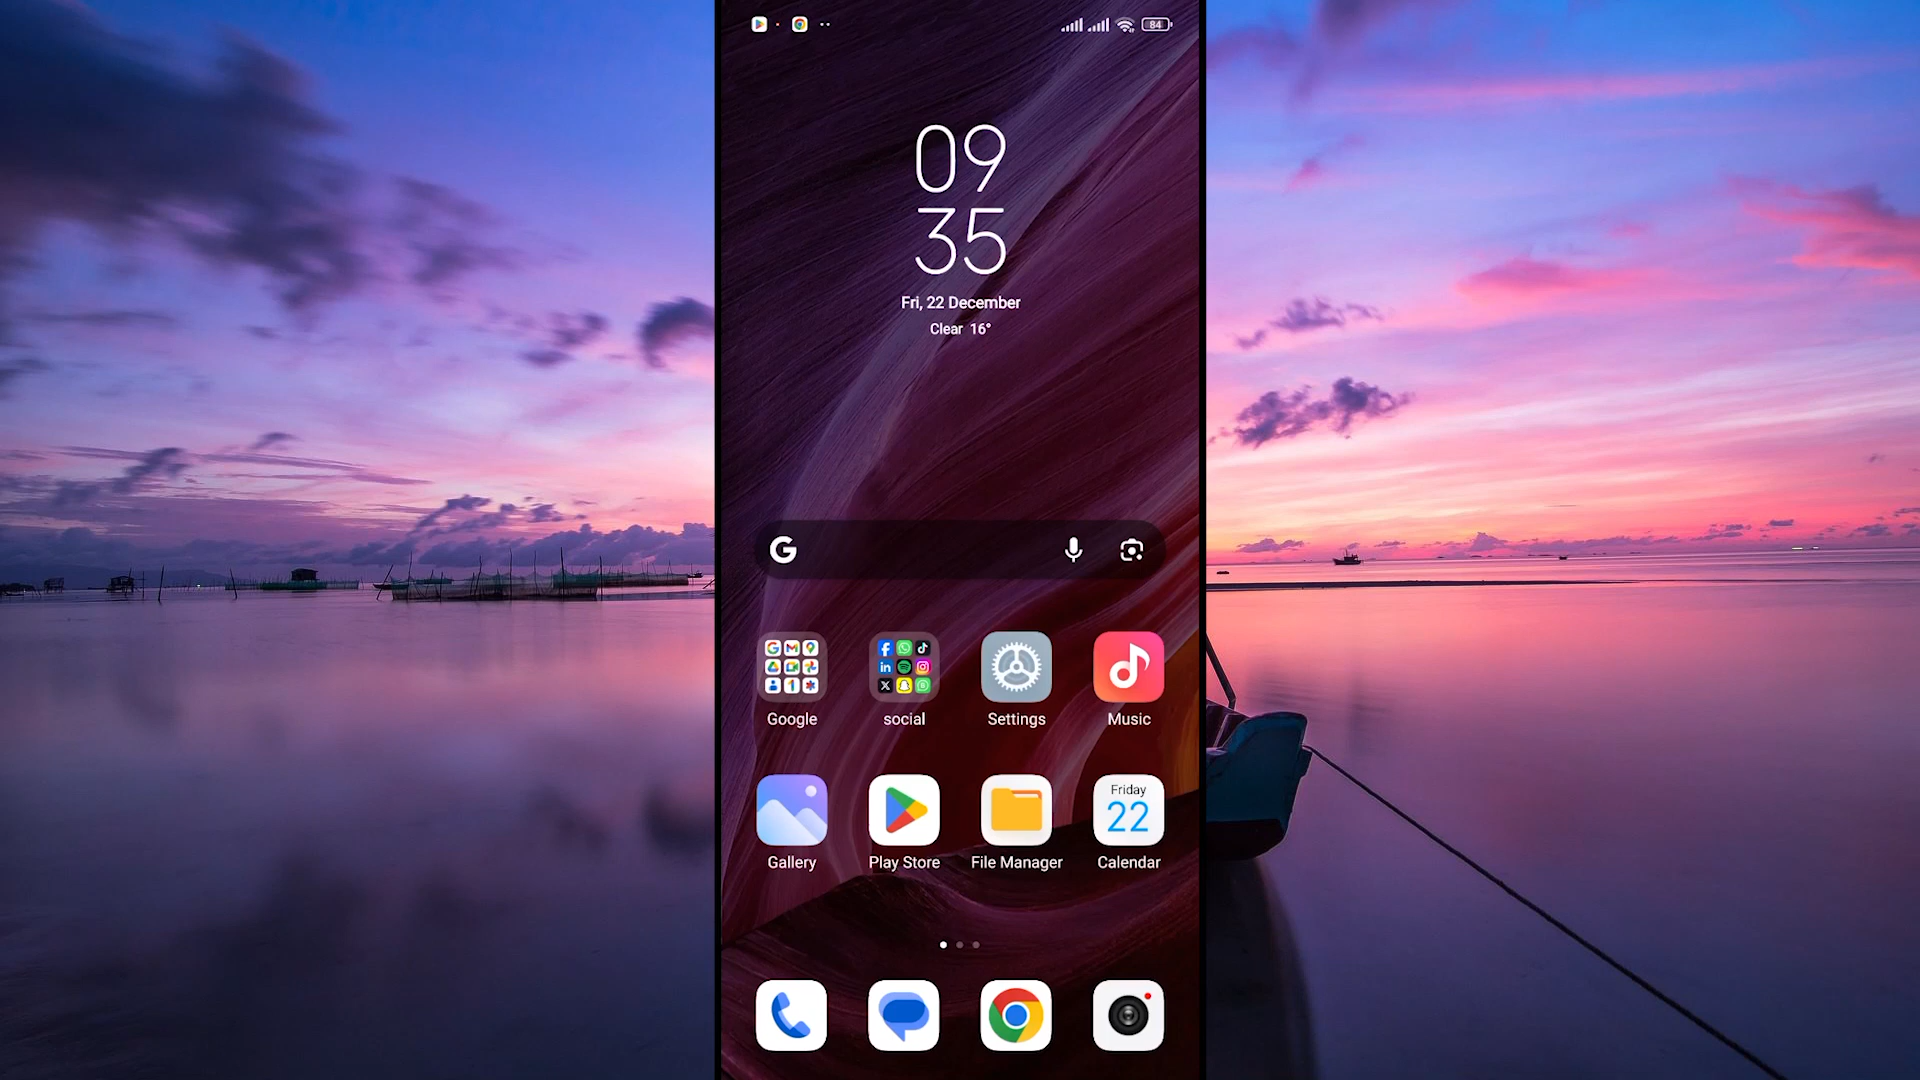 84
09
35
Fri, 22 December
Clear 16°
Google
social
Settings
Music
Gallery
Play Store
File Manager
Friday
22
Calendar